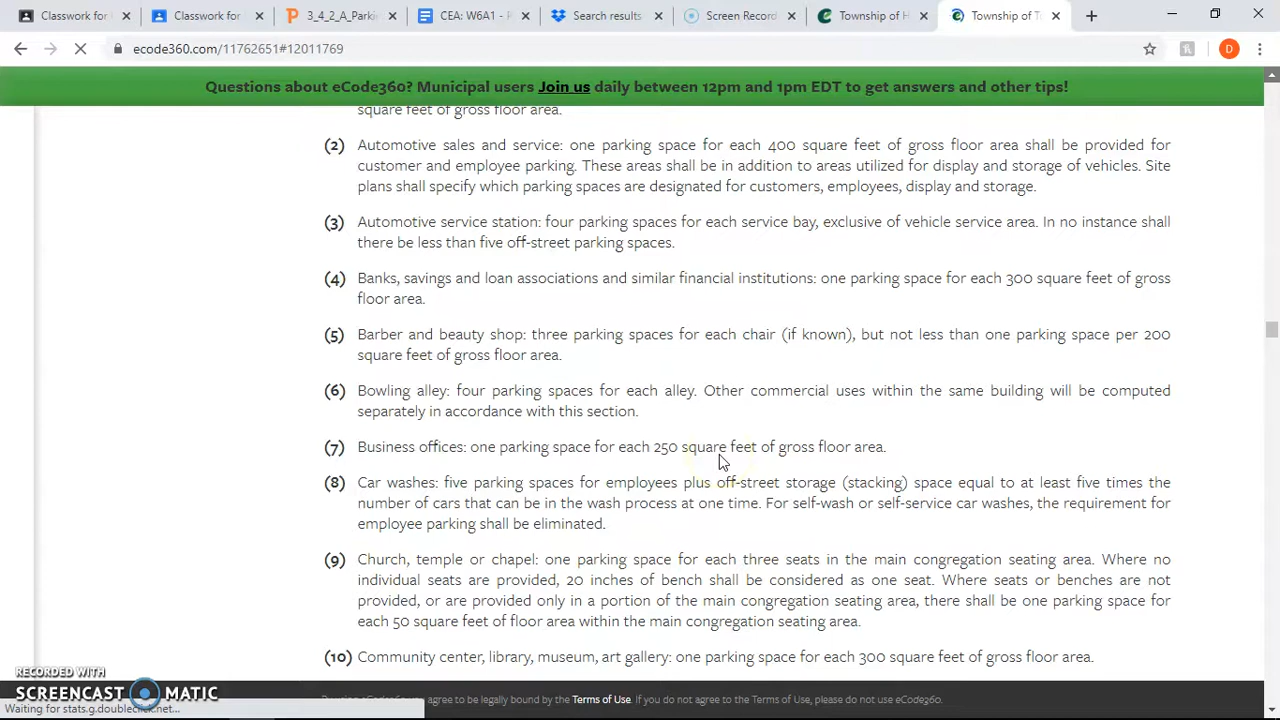 Classwork for
Classwork for
3_4_2_A_Parki
CEA: W6A1 - P
Search results
Screen Record
Township of H
Township of T
ecode360.com/11762651#12011769
D
Questions about eCode360? Municipal users Join us daily between 12pm and 1pm EDT to get answers and other tips!
square feet of gross floor area.
(2) Automotive sales and service: one parking space for each 400 square feet of gross floor area shall be provided for
customer and employee parking. These areas shall be in addition to areas utilized for display and storage of vehicles. Site
plans shall specify which parking spaces are designated for customers, employees, display and storage.
(3) Automotive service station: four parking spaces for each service bay, exclusive of vehicle service area. In no instance shall
there be less than five off-street parking spaces.
(4) Banks, savings and loan associations and similar financial institutions: one parking space for each 300 square feet of gross
floor area.
(5) Barber and beauty shop: three parking spaces for each chair (if known), but not less than one parking space per 200
square feet of gross floor area.
(6) Bowling alley: four parking spaces for each alley. Other commercial uses within the same building will be computed
separately in accordance with this section.
(7) Business offices: one parking space for each 250 square feet of gross floor area.
(8) Car washes: five parking spaces for employees plus off-street storage (stacking) space equal to at least five times the
number of cars that can be in the wash process at one time. For self-wash or self-service car washes, the requirement for
employee parking shall be eliminated.
(9) Church, temple or chapel: one parking space for each three seats in the main congregation seating area. Where no
individual seats are provided, 20 inches of bench shall be considered as one seat. Where seats or benches are not
provided, or are provided only in a portion of the main congregation seating area, there shall be one parking space for
each 50 square feet of floor area within the main congregation seating area.
(10) Community center, library, museum, art gallery: one parking space for each 300 square feet of gross floor area.
RECORDED WITH
SCREENCAST MATIC
agree to be legally bound by the Terms of Use. If you do not agree to the Terms of Use, please do not use eCode360.
Waiting for stats.g.doubleclick.net...